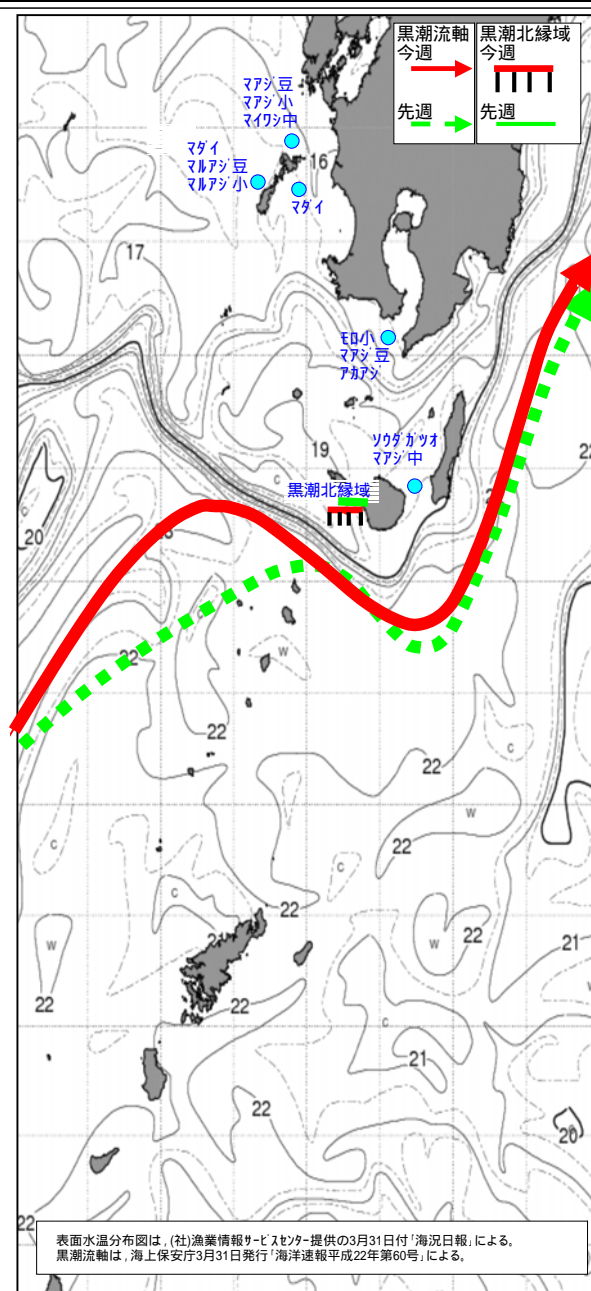 黒潮流軸
今週
先週
黒潮北縁域
今週
先週
マアジ豆
マアジ小
マイワシ中
マダイ
マルアジ豆
マルアジ小
マダイ
16
17
モロ小
マアジ豆
アカアジ
19
ソウダガツオ
マアジ中
C
黒潮北縁域
22
C
20
22
W
22
C
22
W
C
C
22
22
W
22
21
W
22
22
C
21
22
20
22
表面水温分布図は，(社)漁業情報サービスセンター提供の3月31日付「海況日報」による。
黒潮流軸は，海上保安庁3月31日発行「海洋速報平成22年第60号」による。